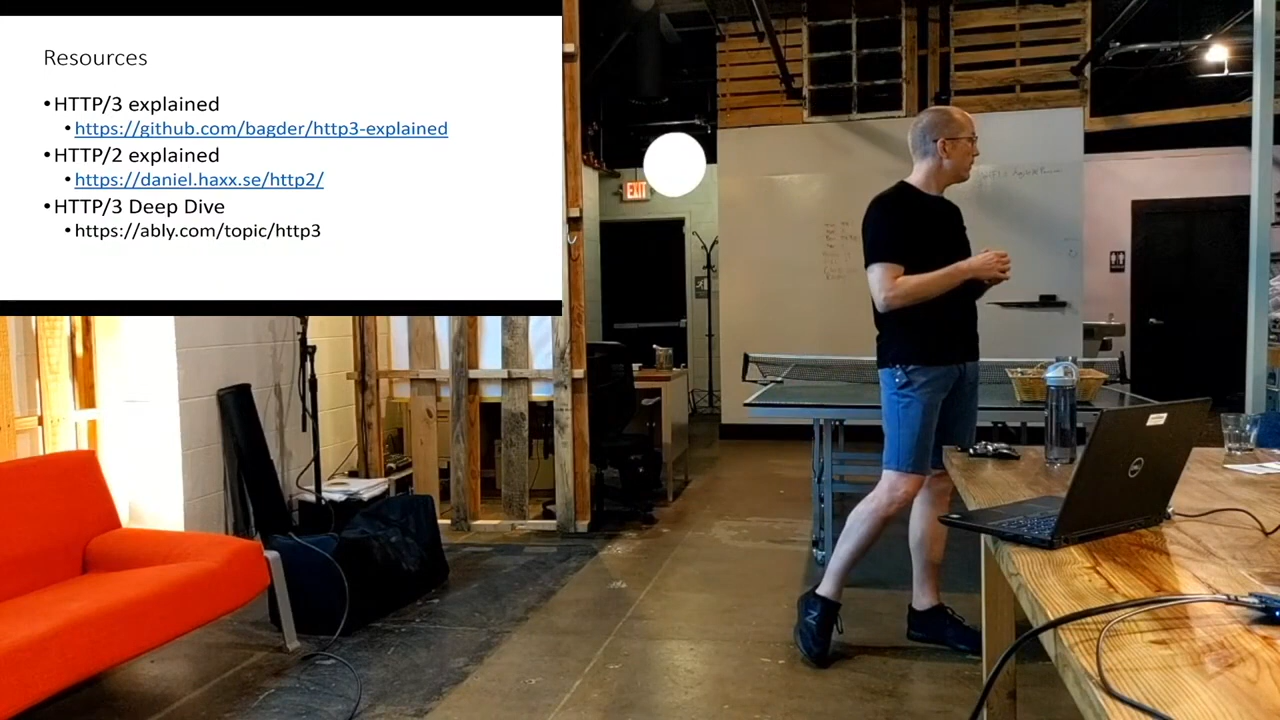 Resources
•HTTP/3 explained
•https://github.com/bagder/http3-explained
•HTTP/2 explained
•https://daniel.haxx.se/http2/
•HTTP/3 Deep Dive
•https://ably.com/topic/http3
EXIT
DELL
N